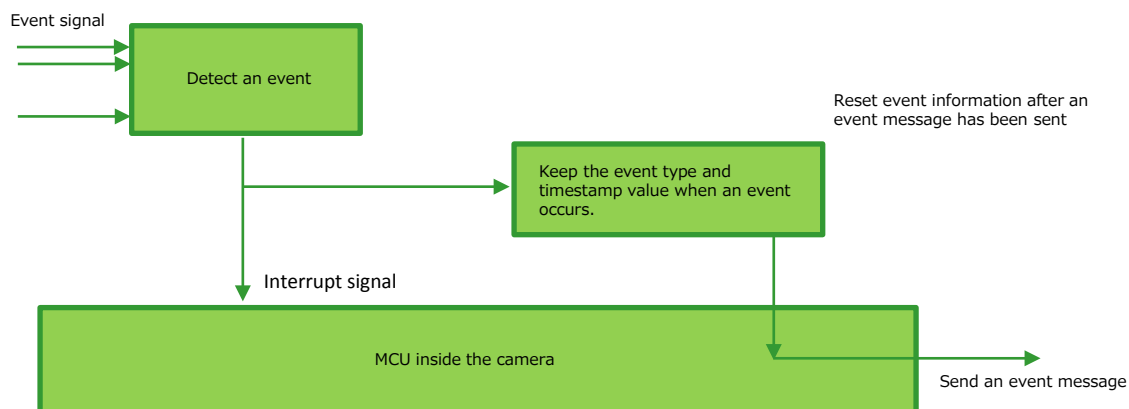 Event signal
Detect an event
Reset event information after an
event message has been sent
Keep the event type and
timestamp value when an event
occurs.
Interrupt signal
MCU inside the camera
Send an event message